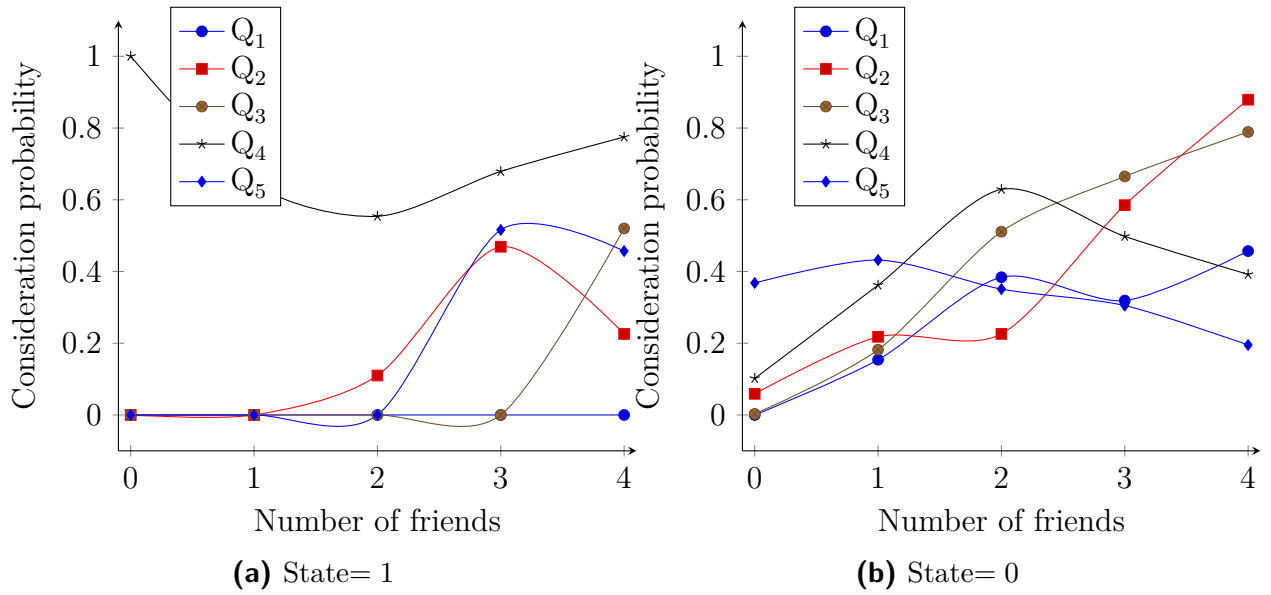 Consideration probability
1
0.8
0.6
0.4
0.2
0
Q1
Q2
Q3
Q4
Q5
0 1 2 3 4
Number of friends
(a) State= 1
Consideration probability
1
0.8
0.6
0.4
0.2
0
Q1
Q2
Q3
Q4
Q5
0 1 2 3 4
Number of friends
(b) State= 0